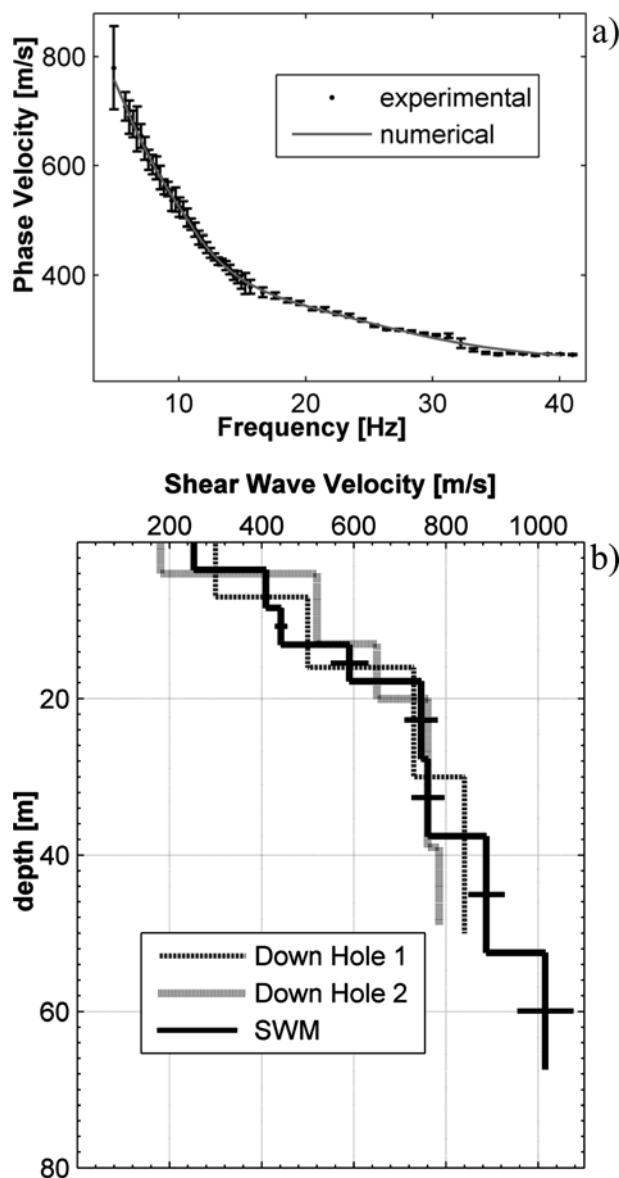 a)
Phase Velocity [m/s]
800
600
400
experimental
numerical
10 20 30 40
Frequency [Hz]
Shear Wave Velocity [m/s]
200 400 600 800 1000
b)
depth [m]
20
40
60
80
Down Hole 1
Down Hole 2
SWM